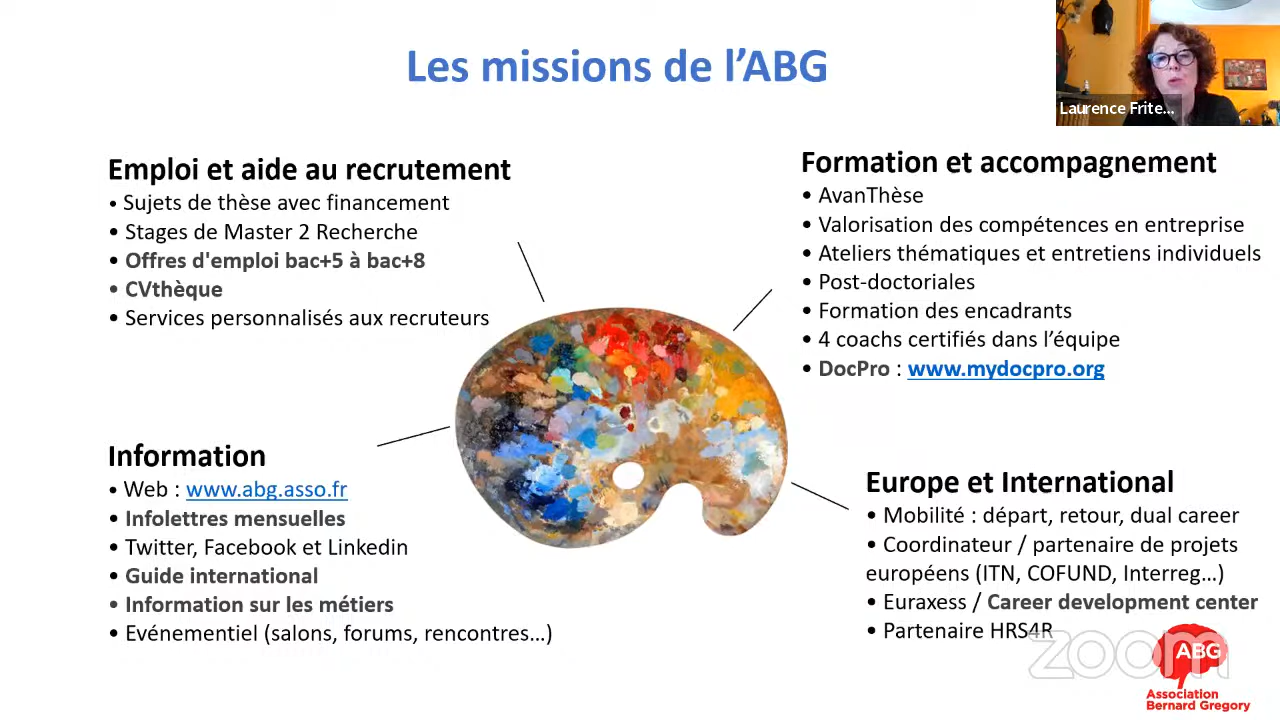 Les missions de l’ABG
Laurence Frite...
Emploi et aide au recrutement
• Sujets de thèse avec financement
• Stages de Master 2 Recherche
• Offres d'emploi bac+5 à bac+8
• CVthèque
• Services personnalisés aux recruteurs
Formation et accompagnement
• AvanThèse
• Valorisation des compétences en entreprise
• Ateliers thématiques et entretiens individuels
• Post-doctoriales
• Formation des encadrants
• 4 coachs certifiés dans l’équipe
• DocPro : www.mydocpro.org
Information
• Web : www.abg.asso.fr
• Infolettres mensuelles
• Twitter, Facebook et Linkedin
• Guide international
• Information sur les métiers
• Evénementiel (salons, forums, rencontres…)
Europe et International
• Mobilité : départ, retour, dual career
• Coordinateur / partenaire de projets
européens (ITN, COFUND, Interreg…)
• Euraxess / Career development center
• Partenaire HRS4R
zoom
ABG
Association
Bernard Gregory